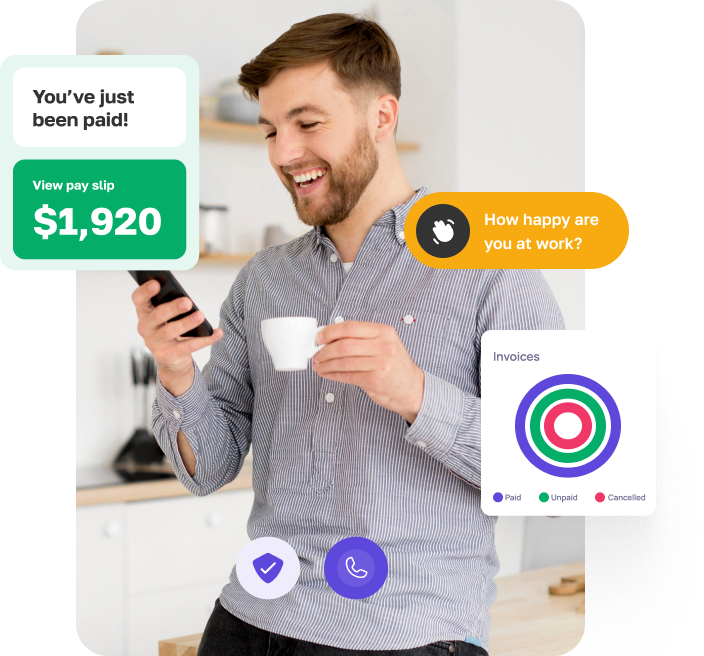 You’ve just
been paid!
View pay slip
$1,920
How happy are
you at work?
Invoices
Paid
Unpaid
Cancelled